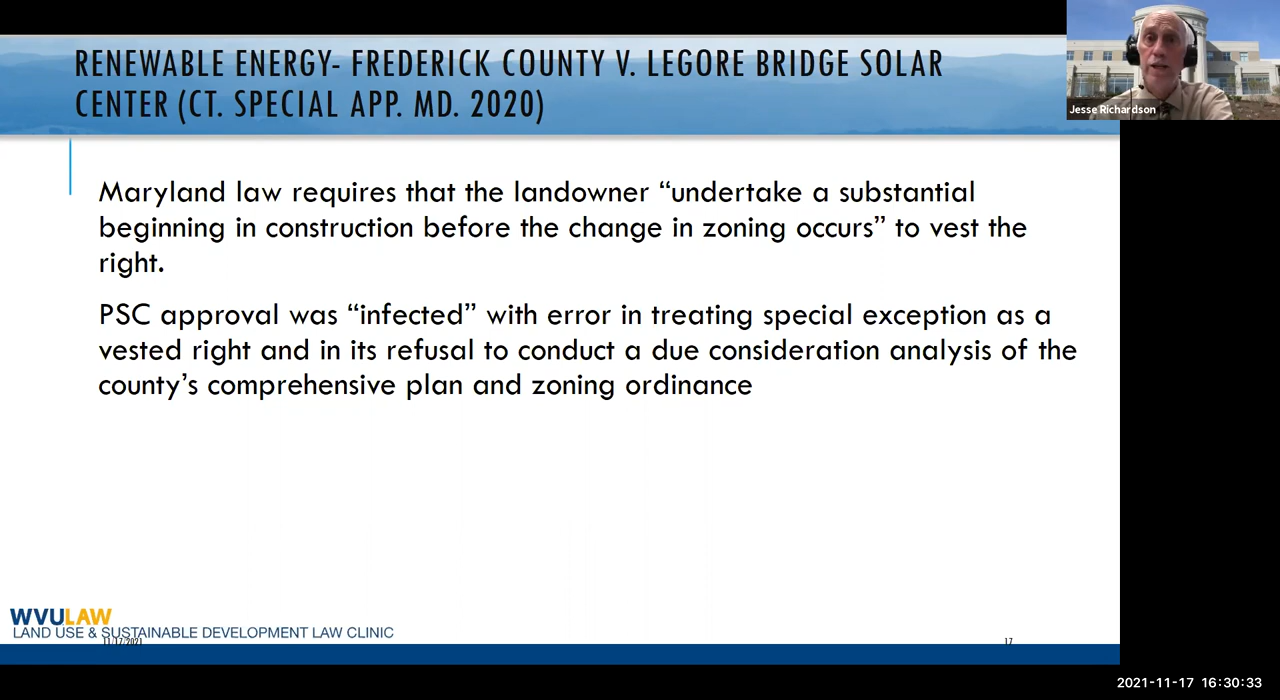 RENEWABLE ENERGY- FREDERICK COUNTY V. LEGORE BRIDGE SOLAR
CENTER (CT. SPECIAL APP. MD. 2020)
Jesse Richardson
Maryland law requires that the landowner “undertake a substantial
beginning in construction before the change in zoning occurs” to vest the
right.
PSC approval was “infected” with error in treating special exception as a
vested right and in its refusal to conduct a due consideration analysis of the
county’s comprehensive plan and zoning ordinance
WVULAW
LAND USE & SUSTAINABLE DEVELOPMENT LAW CLINIC
11/17/2021
17
2021-11-17 16:30:33